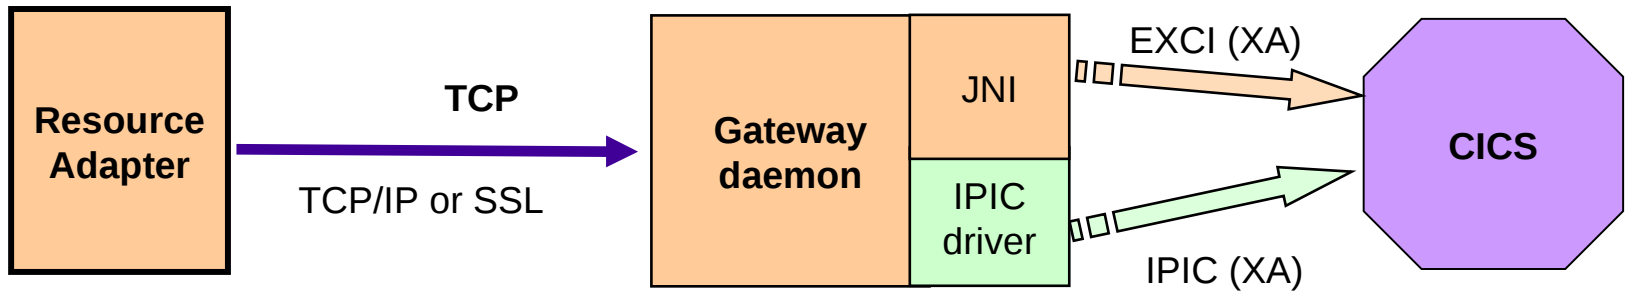 Resource
Adapter
TCP
TCP/IP or SSL
Gateway
daemon
JNI
IPIC
driver
EXCI (XA)
IPIC (XA)
CICS